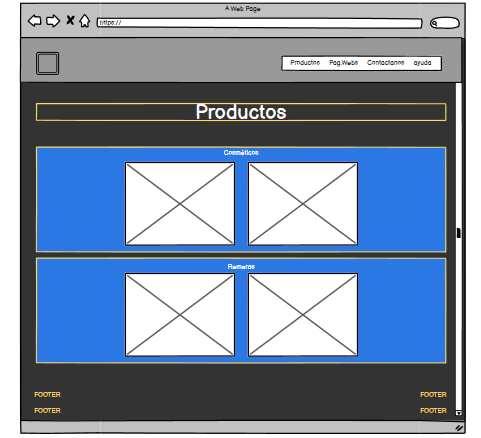 A Web Page
https://
Productos Pag.Webs Contactanos ayuda
Productos
Cosméticos
Remeras
FOOTER FOOTER
FOOTER FOOTER